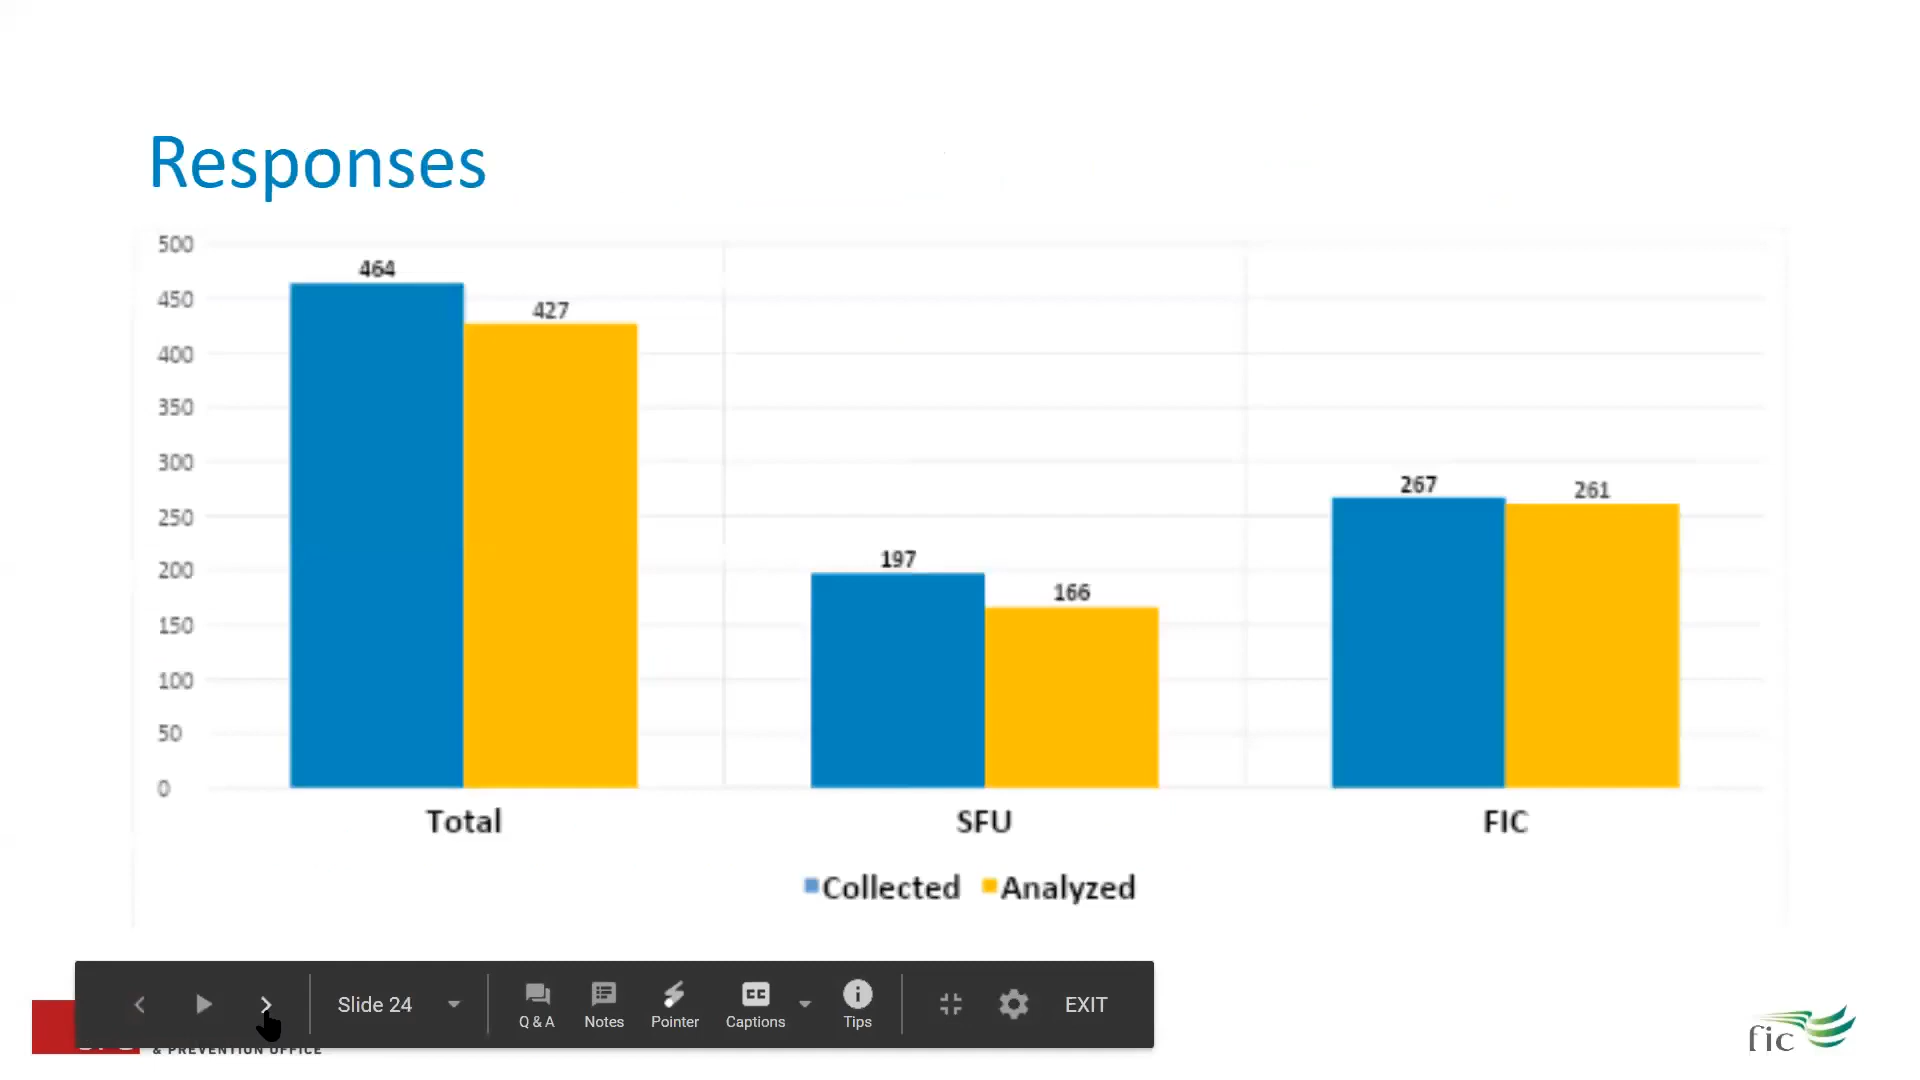 Responses
500
450
400
350
300
250
200
150
100
50
0
464
427
197
166
267
261
Total
SFU
FIC
Collected Analyzed
Slide 24
Q & A
Notes
Pointer
CC
Captions
Tips
EXIT
& PREVENTION OFFICE
fic